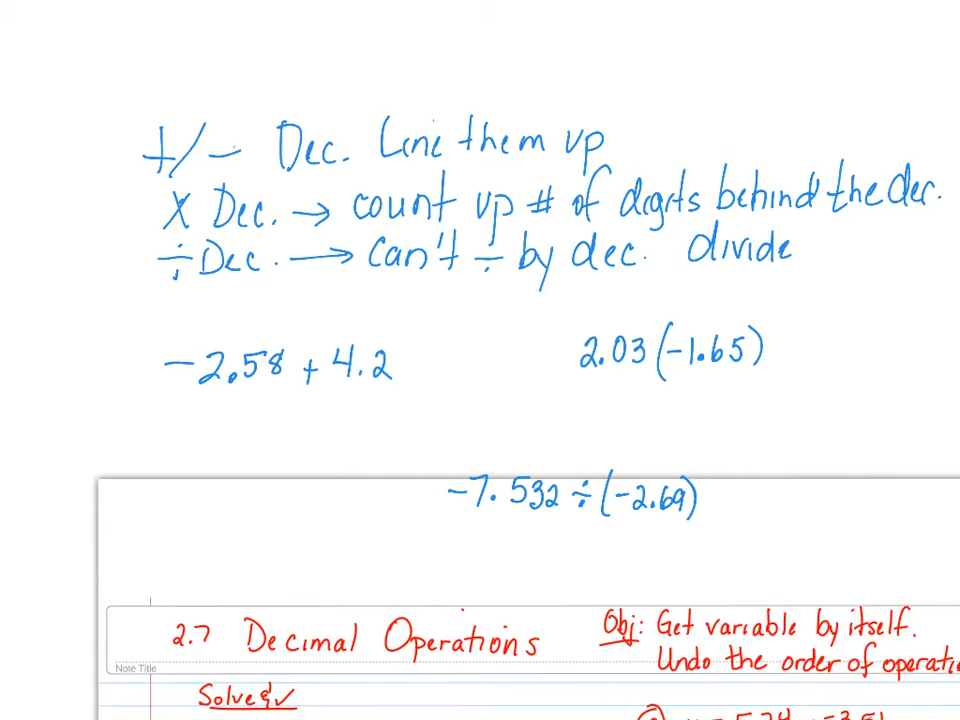 +/- Dec. Line them up
X Dec. → count up # of digits behind the dec.
÷ Dec. → Can't ÷ by dec. divide
-2.58 + 4.2
2.03(-1.65)
-7.532 ÷ (-2.69)
2.7 Decimal Operations
Obj: Get variable by itself.
Undo the order of operatio
Note Title
Solve & ✓